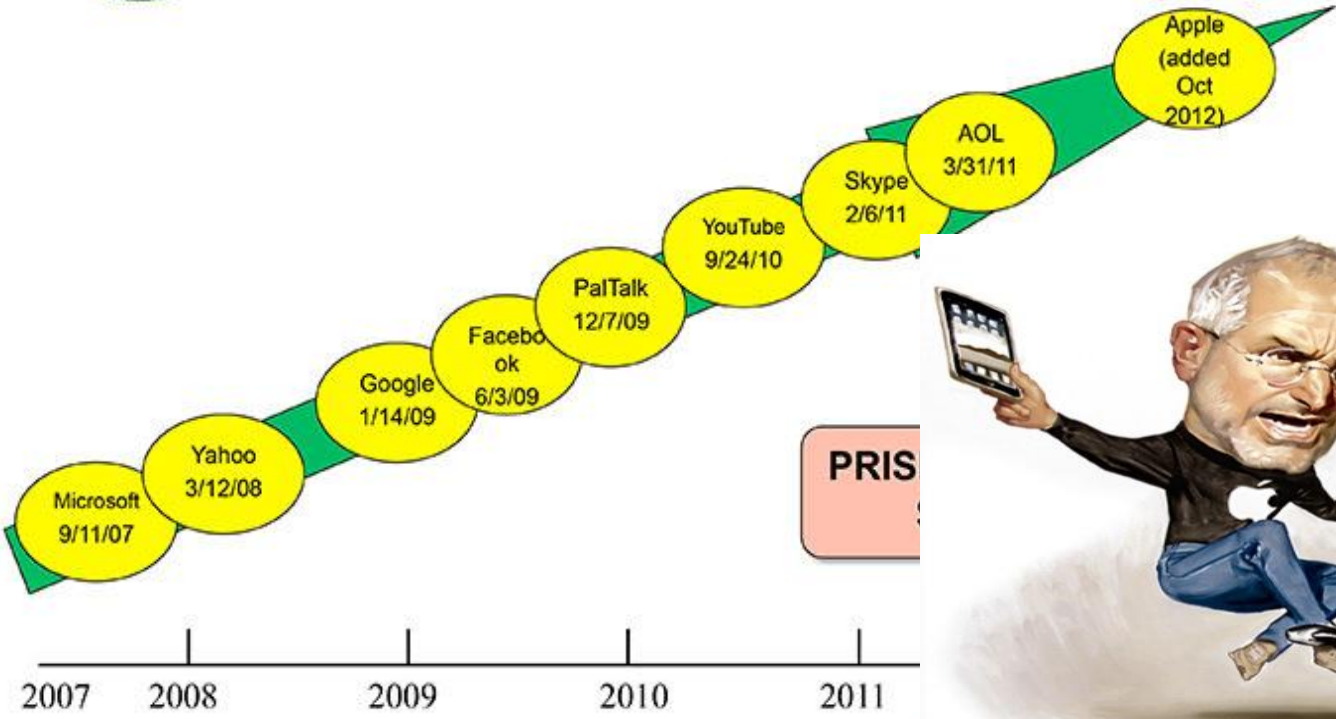 Apple
(added
Oct
2012)
AOL
3/31/11
Skype
2/6/11
YouTube
9/24/10
PalTalk
12/7/09
Facebo
ok
6/3/09
Google
1/14/09
Yahoo
3/12/08
Microsoft
9/11/07
2007 2008 2009 2010 2011